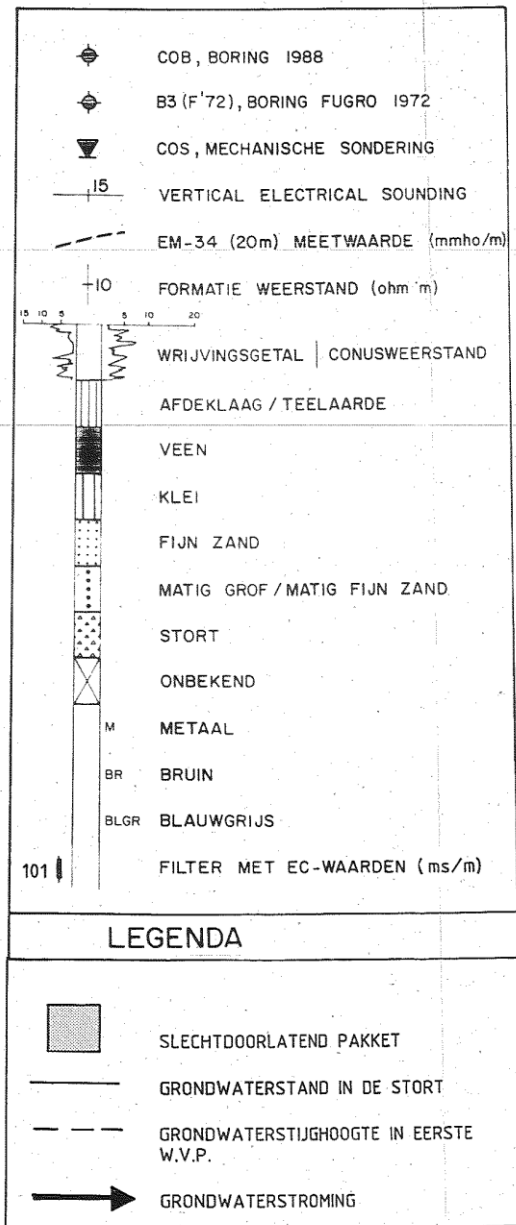 COB, BORING 1988
B3 (F'72), BORING FUGRO 1972
COS, MECHANISCHE SONDERING
15 VERTICAL ELECTRICAL SOUNDING
EM-34 (20m) MEETWAARDE (mmho/m)
10 FORMATIE WEERSTAND (ohm m)
15 10 5 5 10 20
WRIJVINGSGETAL | CONUSWEERSTAND
AFDEKLAAG / TEELAARDE
VEEN
KLEI
FIJN ZAND
MATIG GROF / MATIG FIJN ZAND
STORT
ONBEKEND
M METAAL
BR BRUIN
BLGR BLAUWGRIJS
101 FILTER MET EC-WAARDEN (ms/m)
LEGENDA
SLECHTDOORLATEND PAKKET
GRONDWATERSTAND IN DE STORT
GRONDWATERSTIJGHOOGTE IN EERSTE
W.V.P.
GRONDWATERSTROMING